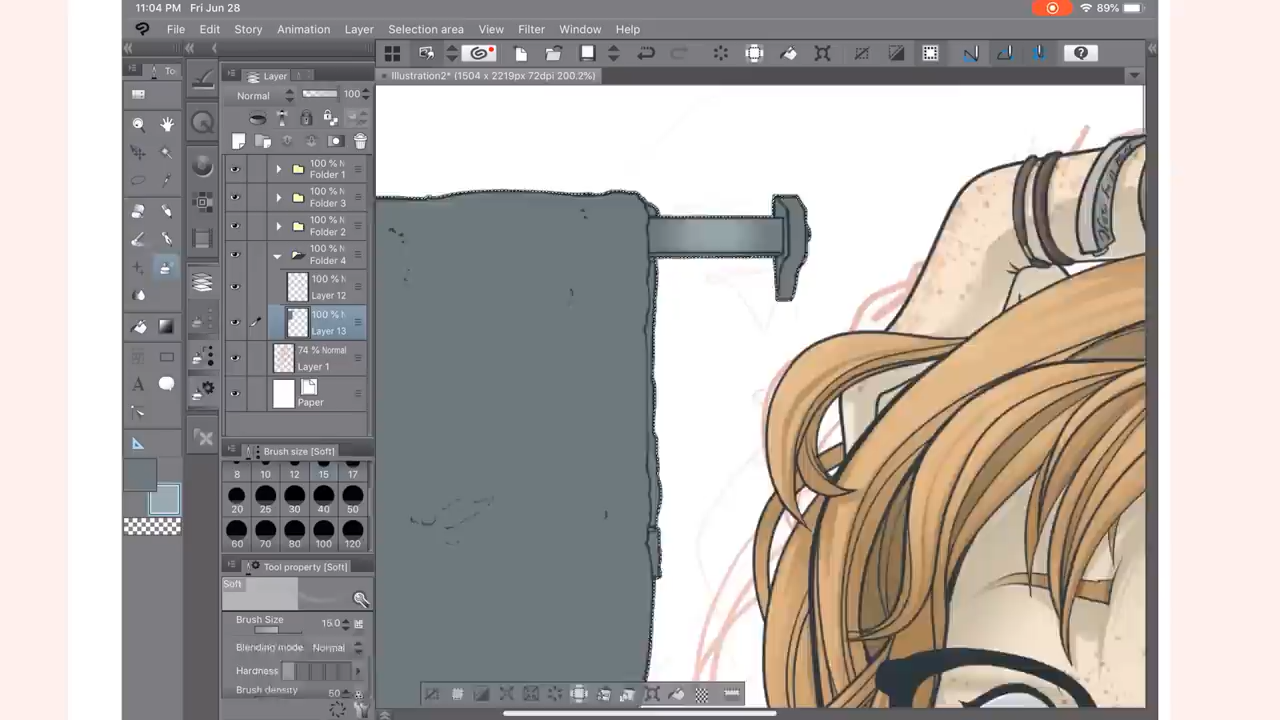 11:04 PM Fri Jun 28
89%
File Edit Story Animation Layer Selection area View Filter Window Help
To
Layer
Illustration2* (1504 x 2219px 72dpi 200.2%)
Normal 100
100 % N
Folder 1
100 % N
Folder 3
100 % N
Folder 2
100 % N
Folder 4
100 % N
Layer 12
100 % N
Layer 13
74 % Normal
Layer 1
Paper
A
Brush size [Soft]
8 10 12 15 17
20 25 30 40 50
60 70 80 100 120
Tool property [Soft]
Soft
Brush Size 15.0
Blending mode Normal
Hardness
Brush density 50